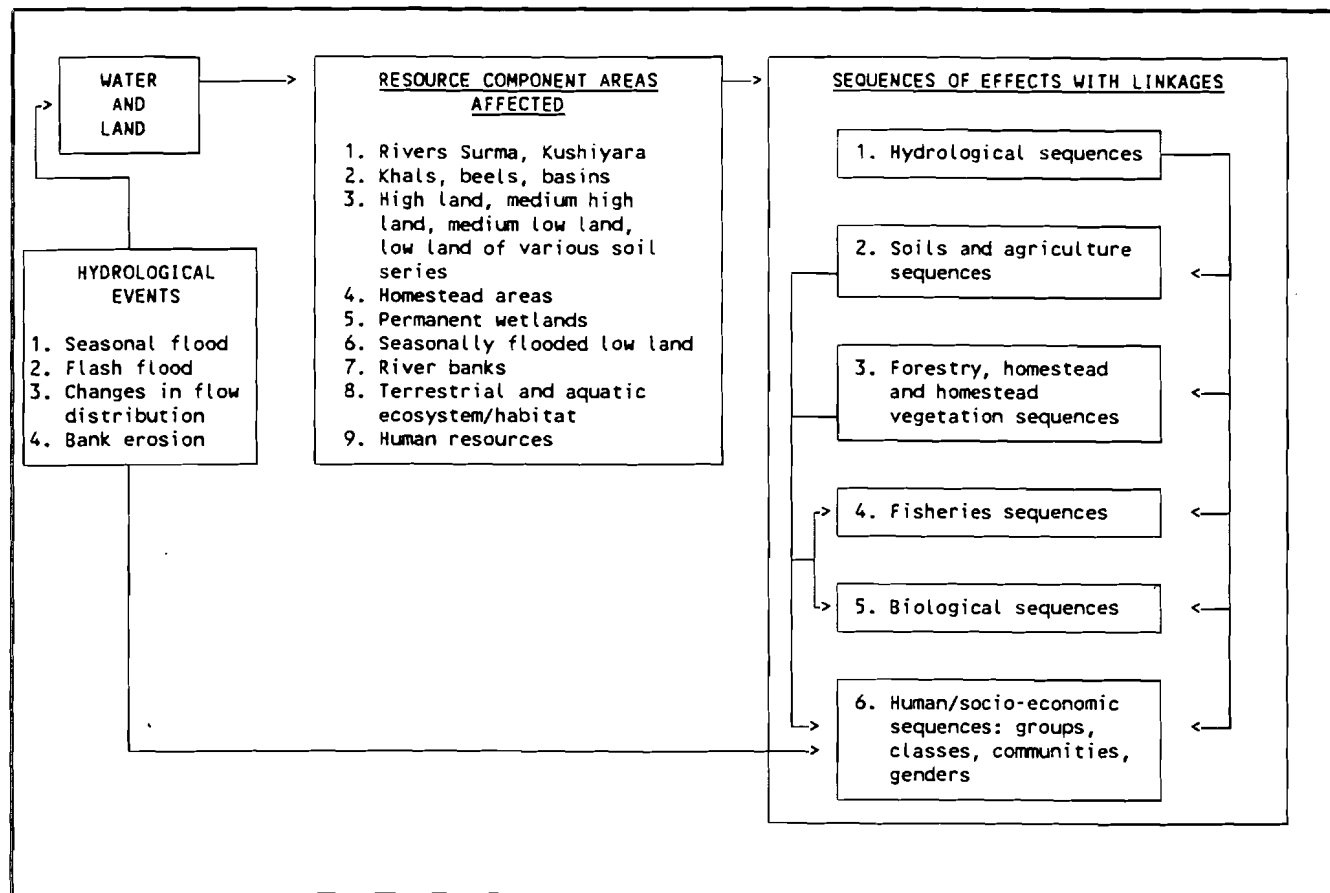 WATER
AND
LAND
HYDROLOGICAL
EVENTS
1. Seasonal flood
2. Flash flood
3. Changes in flow
distribution
4. Bank erosion
RESOURCE COMPONENT AREAS
AFFECTED
1. Rivers Surma, Kushiyara
2. Khals, beels, basins
3. High land, medium high
land, medium low land,
low land of various soil
series
4. Homestead areas
5. Permanent wetlands
6. Seasonally flooded low land
7. River banks
8. Terrestrial and aquatic
ecosystem/habitat
9. Human resources
SEQUENCES OF EFFECTS WITH LINKAGES
1. Hydrological sequences
2. Soils and agriculture
sequences
3. Forestry, homestead
and homestead
vegetation sequences
4. Fisheries sequences
5. Biological sequences
6. Human/socio-economic
sequences: groups,
classes, communities,
genders